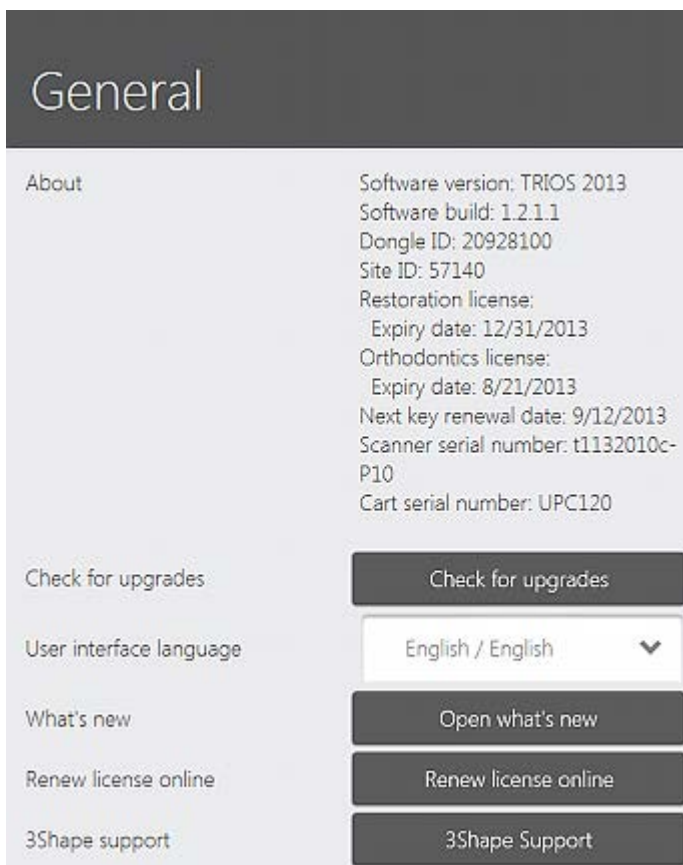 General
About
Software version: TRIOS 2013
Software build: 1.2.1.1
Dongle ID: 20928100
Site ID: 57140
Restoration license:
Expiry date: 12/31/2013
Orthodontics license:
Expiry date: 8/21/2013
Next key renewal date: 9/12/2013
Scanner serial number: t1132010c-
P10
Cart serial number: UPC120
Check for upgrades
Check for upgrades
User interface language
English / English
What's new
Open what's new
Renew license online
Renew license online
3Shape support
3Shape Support